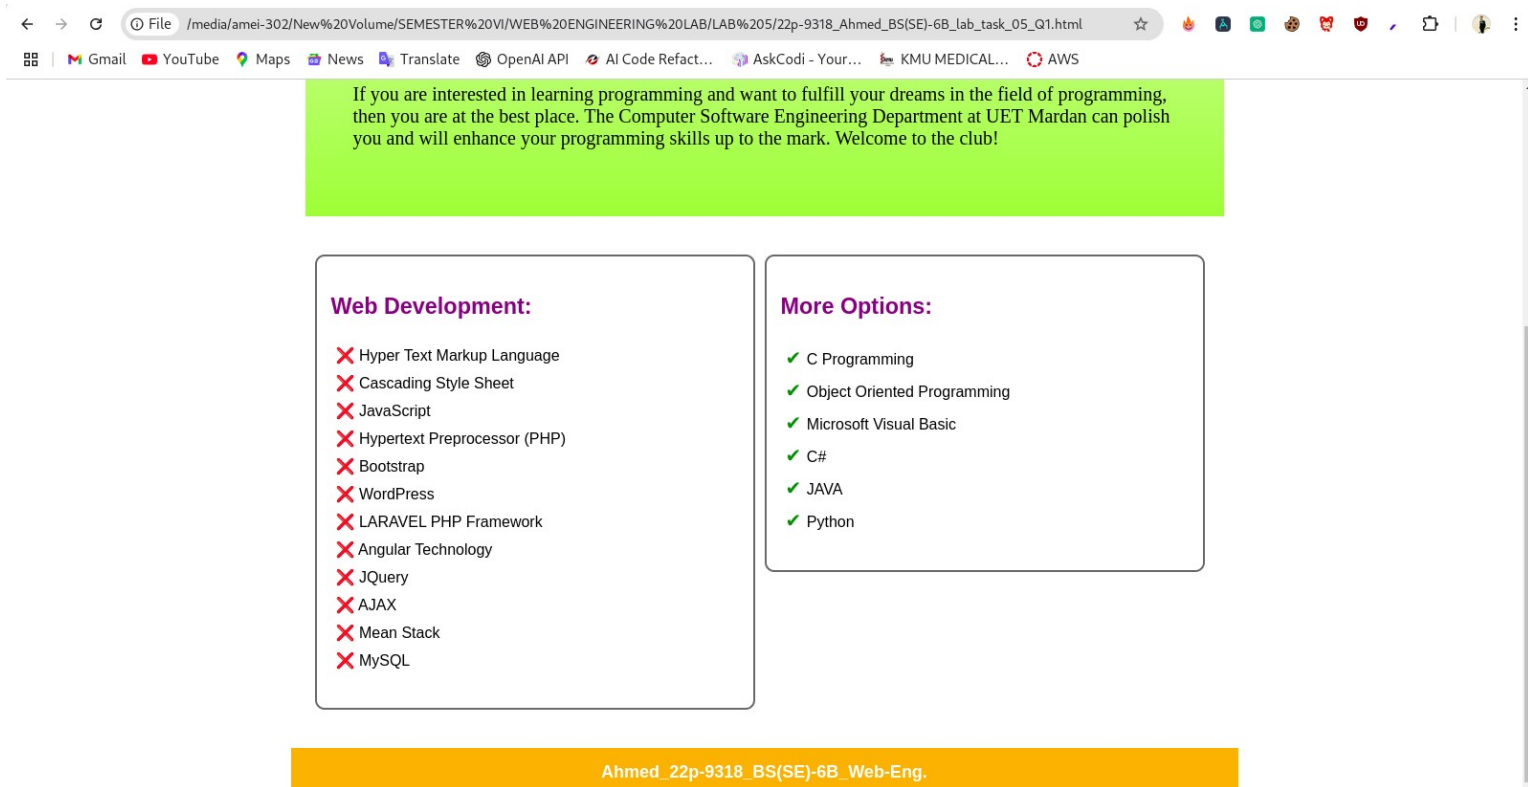 File /media/amei-302/New%20Volume/SEMESTER%20VI/WEB%20ENGINEERING%20LAB/LAB%205/22p-9318_Ahmed_BS(SE)-6B_lab_task_05_Q1.html
Gmail YouTube Maps News Translate OpenAI API AI Code Refact... AskCodi - Your... KMU MEDICAL... AWS
If you are interested in learning programming and want to fulfill your dreams in the field of programming,
then you are at the best place. The Computer Software Engineering Department at UET Mardan can polish
you and will enhance your programming skills up to the mark. Welcome to the club!
Web Development:
❌ Hyper Text Markup Language
❌ Cascading Style Sheet
❌ JavaScript
❌ Hypertext Preprocessor (PHP)
❌ Bootstrap
❌ WordPress
❌ LARAVEL PHP Framework
❌ Angular Technology
❌ JQuery
❌ AJAX
❌ Mean Stack
❌ MySQL
More Options:
✔ C Programming
✔ Object Oriented Programming
✔ Microsoft Visual Basic
✔ C#
✔ JAVA
✔ Python
Ahmed_22p-9318_BS(SE)-6B_Web-Eng.